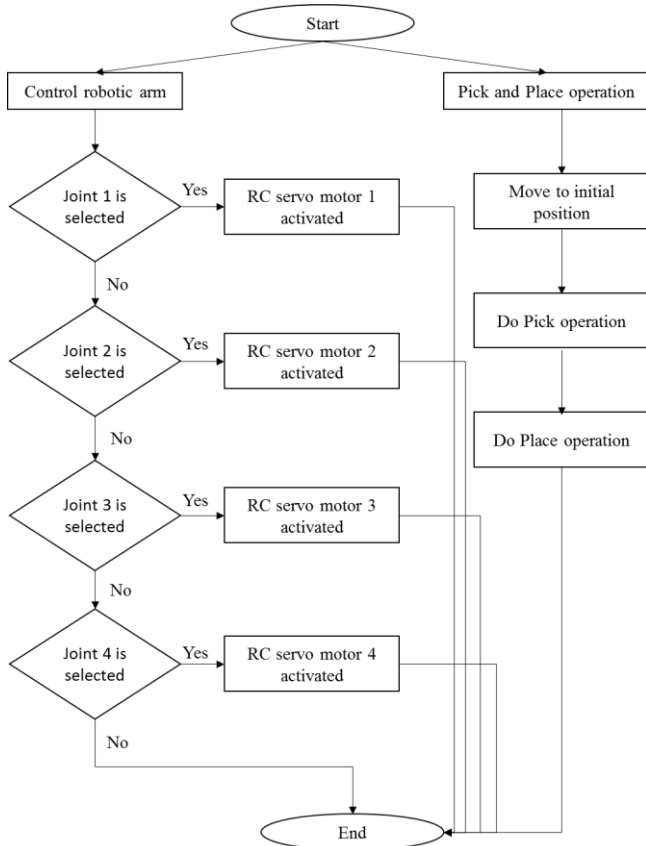 Start
Control robotic arm
Pick and Place operation
Joint 1 is
selected
Yes
RC servo motor 1
activated
Move to initial
position
No
Joint 2 is
selected
Yes
RC servo motor 2
activated
Do Pick operation
No
Do Place operation
Joint 3 is
selected
Yes
RC servo motor 3
activated
No
Joint 4 is
selected
Yes
RC servo motor 4
activated
No
End